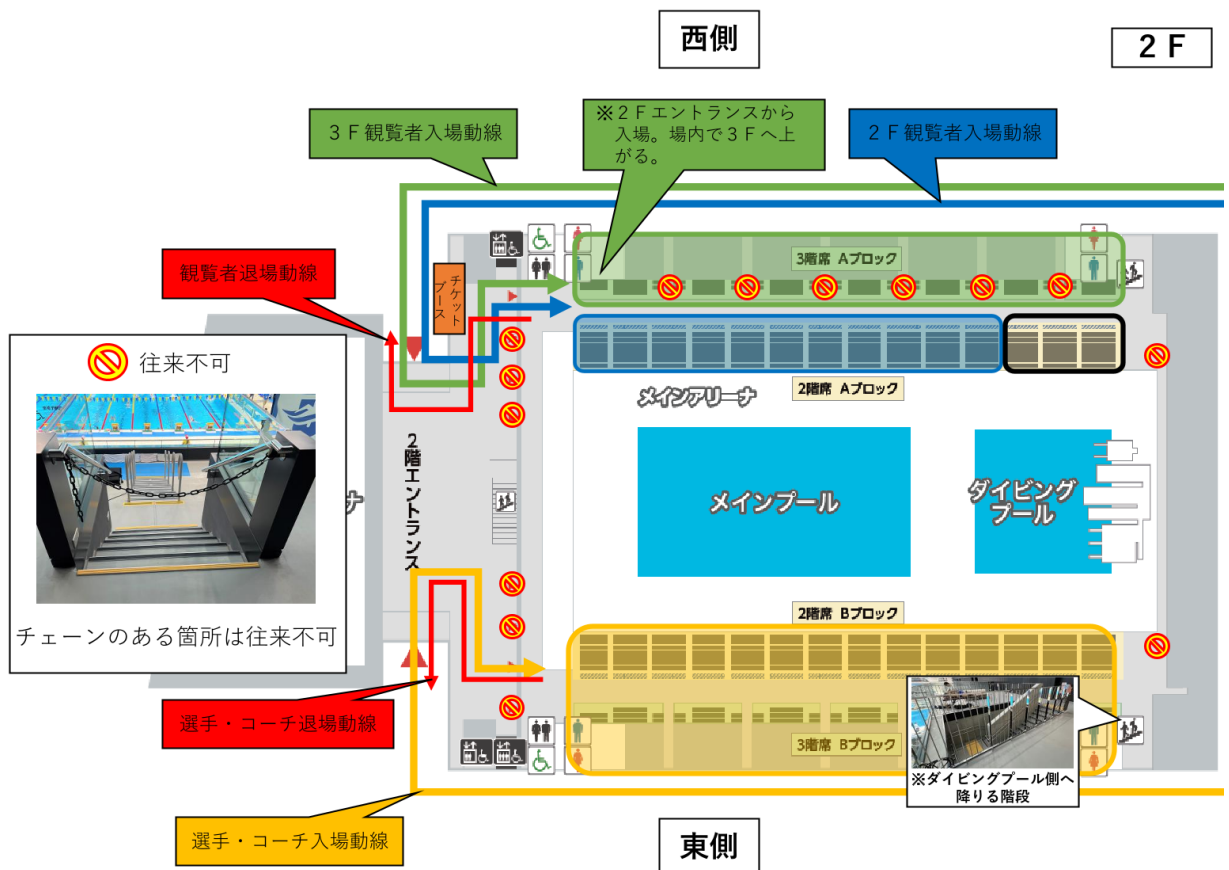 西側
２Ｆ
３Ｆ観覧者入場動線
※２Ｆエントランスから
入場。場内で３Ｆへ上
がる。
２Ｆ観覧者入場動線
観覧者退場動線
チケット
ブース
3階席 Aブロック
往来不可
2階席 Aブロック
メインアリーナ
2階エントランス
ナ
メインプール
ダイビング
プール
チェーンのある箇所は往来不可
2階席 Bブロック
選手・コーチ退場動線
3階席 Bブロック
※ダイビングプール側へ
降りる階段
選手・コーチ入場動線
東側